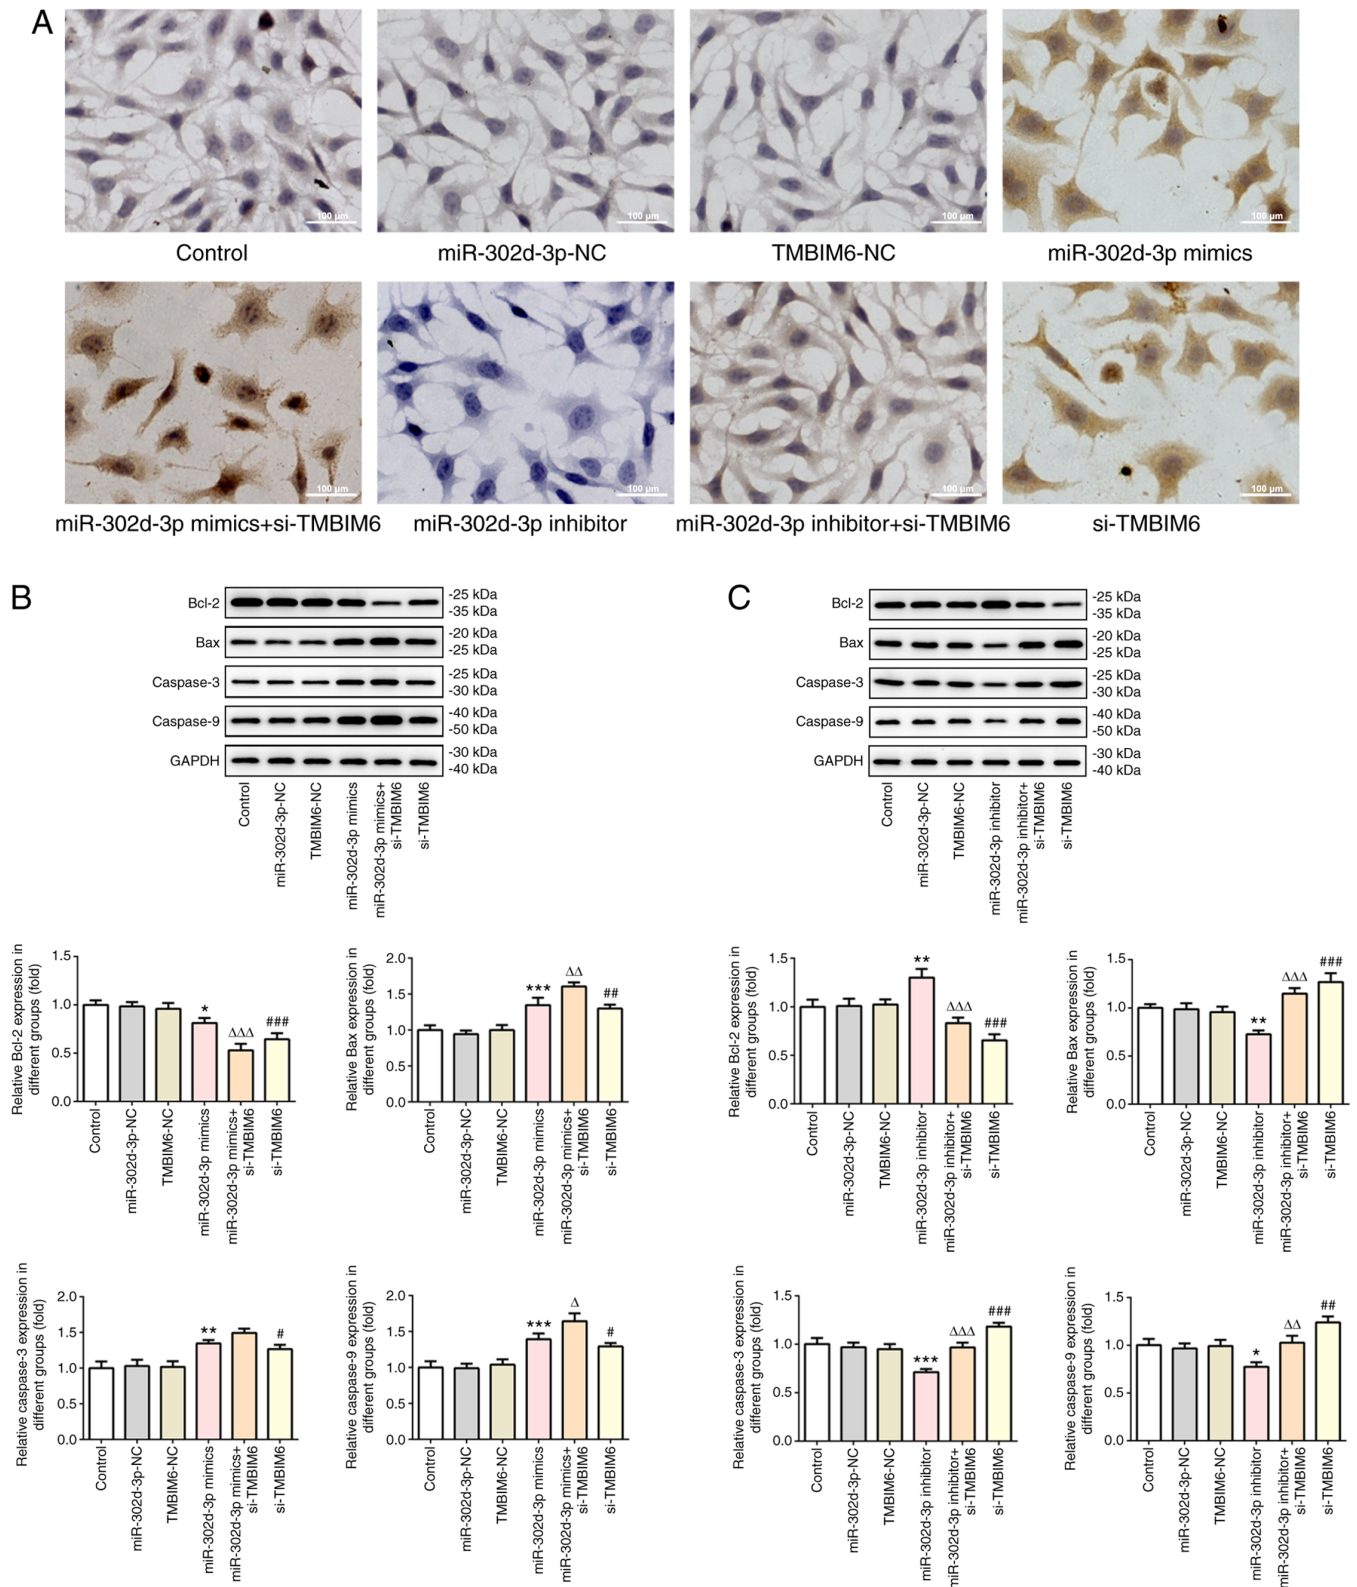 A
100 μm
100 μm
100 μm
100 μm
Control
miR-302d-3p-NC
TMBIM6-NC
miR-302d-3p mimics
100 μm
100 μm
100 μm
100 μm
miR-302d-3p mimics+si-TMBIM6
miR-302d-3p inhibitor
miR-302d-3p inhibitor+si-TMBIM6
si-TMBIM6
B
Bcl-2
-25 kDa
-35 kDa
Bax
-20 kDa
-25 kDa
Caspase-3
-25 kDa
-30 kDa
Caspase-9
-40 kDa
-50 kDa
GAPDH
-30 kDa
-40 kDa
Control
miR-302d-3p-NC
TMBIM6-NC
miR-302d-3p mimics
miR-302d-3p mimics+
si-TMBIM6
si-TMBIM6
C
Bcl-2
-25 kDa
-35 kDa
Bax
-20 kDa
-25 kDa
Caspase-3
-25 kDa
-30 kDa
Caspase-9
-40 kDa
-50 kDa
GAPDH
-30 kDa
-40 kDa
Control
miR-302d-3p-NC
TMBIM6-NC
miR-302d-3p inhibitor
miR-302d-3p inhibitor+
si-TMBIM6
si-TMBIM6
Relative Bcl-2 expression in
different groups (fold)
1.5
1.0
0.5
0.0
*
ΔΔΔ
###
Control
miR-302d-3p-NC
TMBIM6-NC
miR-302d-3p mimics
miR-302d-3p mimics+
si-TMBIM6
si-TMBIM6
Relative Bax expression in
different groups (fold)
2.0
1.5
1.0
0.5
0.0
***
ΔΔ
##
Control
miR-302d-3p-NC
TMBIM6-NC
miR-302d-3p mimics
miR-302d-3p mimics+
si-TMBIM6
si-TMBIM6
Relative Bcl-2 expression in
different groups (fold)
1.5
1.0
0.5
0.0
**
ΔΔΔ
###
Control
miR-302d-3p-NC
TMBIM6-NC
miR-302d-3p inhibitor
miR-302d-3p inhibitor+
si-TMBIM6
si-TMBIM6
Relative Bax expression in
different groups (fold)
1.5
1.0
0.5
0.0
**
ΔΔΔ
###
Control
miR-302d-3p-NC
TMBIM6-NC
miR-302d-3p inhibitor
miR-302d-3p inhibitor+
si-TMBIM6
si-TMBIM6
Relative caspase-3 expression in
different groups (fold)
2.0
1.5
1.0
0.5
0.0
**
#
Control
miR-302d-3p-NC
TMBIM6-NC
miR-302d-3p mimics
miR-302d-3p mimics+
si-TMBIM6
si-TMBIM6
Relative caspase-9 expression in
different groups (fold)
2.0
1.5
1.0
0.5
0.0
***
Δ
#
Control
miR-302d-3p-NC
TMBIM6-NC
miR-302d-3p mimics
miR-302d-3p mimics+
si-TMBIM6
si-TMBIM6
Relative caspase-3 expression in
different groups (fold)
1.5
1.0
0.5
0.0
***
ΔΔΔ
###
Control
miR-302d-3p-NC
TMBIM6-NC
miR-302d-3p inhibitor
miR-302d-3p inhibitor+
si-TMBIM6
si-TMBIM6
Relative caspase-9 expression in
different groups (fold)
1.5
1.0
0.5
0.0
*
ΔΔ
##
Control
miR-302d-3p-NC
TMBIM6-NC
miR-302d-3p inhibitor
miR-302d-3p inhibitor+
si-TMBIM6
si-TMBIM6